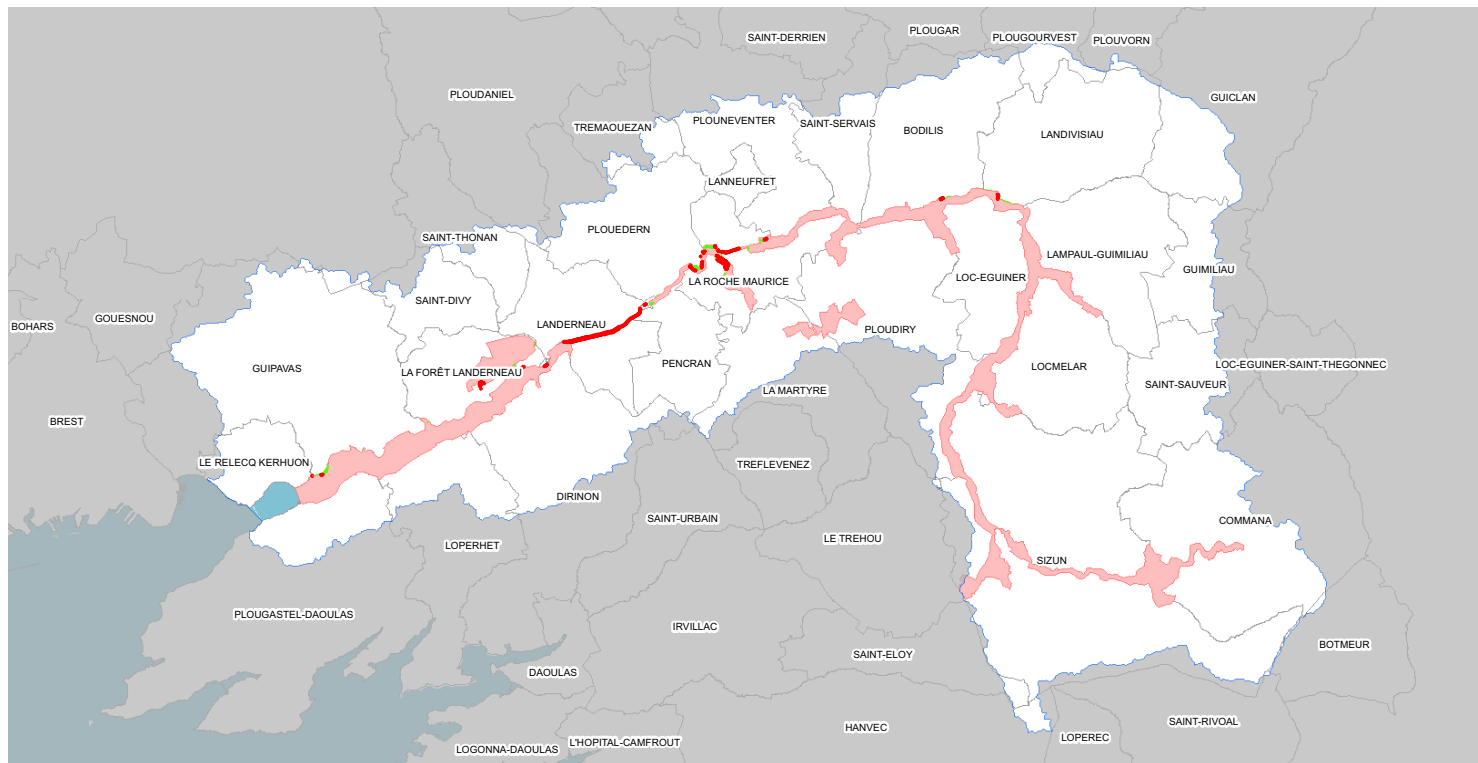 PLOUGAR
SAINT-DERRIEN
PLOUGOURVEST
PLOUVORN
PLOUDANIEL
GUICLAN
PLOUNEVENTER
SAINT-SERVAIS
TREMAOUEZAN
BODILIS
LANDIVISIAU
LANNEUFRET
PLOUEDERN
SAINT-THONAN
LAMPAUL-GUIMILIAU
GUIMILIAU
LOC-EGUINER
LA ROCHE MAURICE
SAINT-DIVY
GOUESNOU
BOHARS
LANDERNEAU
PLOUDIRY
PENCRAN
GUIPAVAS
LA FORÊT LANDERNEAU
LOCMELAR
LOC-EGUINER-SAINT-THEGONNEC
SAINT-SAUVEUR
LA MARTYRE
BREST
LE RELECQ KERHUON
TREFLEVENEZ
DIRINON
SAINT-URBAIN
COMMANA
LE TREHOU
LOPERHET
SIZUN
PLOUGASTEL-DAOULAS
IRVILLAC
BOTMEUR
SAINT-ELOY
DAOULAS
SAINT-RIVOAL
HANVEC
LOPEREC
L'HOPITAL-CAMFROUT
LOGONNA-DAOULAS